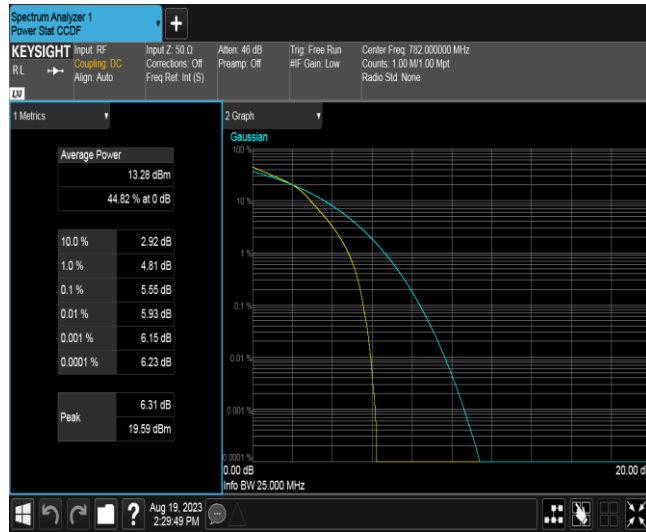 Spectrum Analyzer 1
Power Stat CCDF
+
KEYSIGHT
RL
LXI
Input: RF
Coupling: DC
Align: Auto
Input Z: 50 Ω
Corrections: Off
Freq Ref: Int (S)
Atten: 46 dB
Preamp: Off
Trig: Free Run
#IF Gain: Low
Center Freq: 782.000000 MHz
Counts: 1.00 M/1.00 Mpt
Radio Std: None
1 Metrics
Average Power
13.28 dBm
44.82 % at 0 dB
10.0 % 2.92 dB
1.0 % 4.81 dB
0.1 % 5.55 dB
0.01 % 5.93 dB
0.001 % 6.15 dB
0.0001 % 6.23 dB
Peak
6.31 dB
19.59 dBm
2 Graph
Gaussian
100 %
10 %
1 %
0.1 %
0.01 %
0.001 %
0.0001 %
0.00 dB
20.00 d
Info BW 25.000 MHz
?
Aug 19, 2023
2:29:49 PM